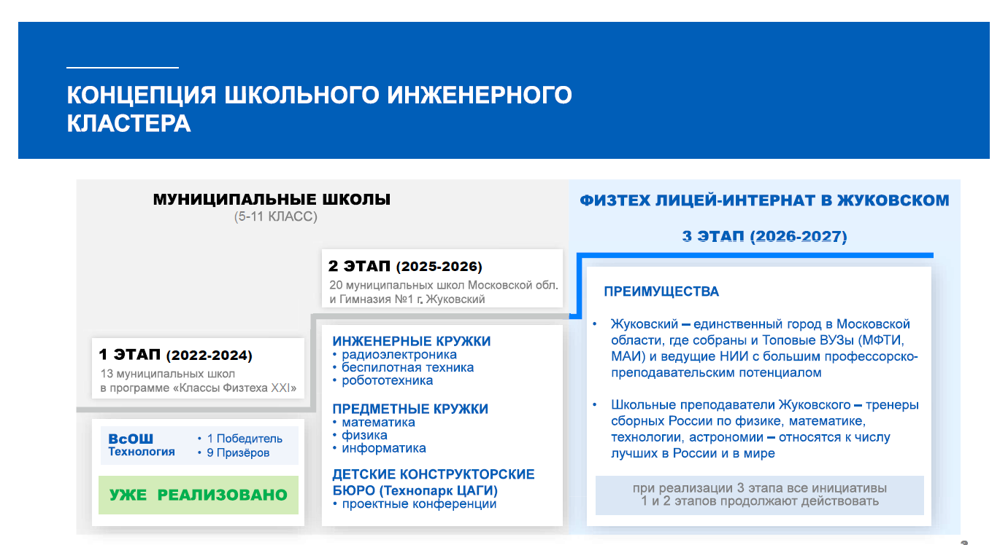 КОНЦЕПЦИЯ ШКОЛЬНОГО ИНЖЕНЕРНОГО
КЛАСТЕРА
МУНИЦИПАЛЬНЫЕ ШКОЛЫ
(5-11 КЛАСС)
1 ЭТАП (2022-2024)
13 муниципальных школ
в программе «Классы Физтеха XXI»
ВсОШ
Технология
• 1 Победитель
• 9 Призёров
УЖЕ РЕАЛИЗОВАНО
2 ЭТАП (2025-2026)
20 муниципальных школ Московской обл.
и Гимназия №1 г. Жуковский
ИНЖЕНЕРНЫЕ КРУЖКИ
• радиоэлектроника
• беспилотная техника
• робототехника
ПРЕДМЕТНЫЕ КРУЖКИ
• математика
• физика
• информатика
ДЕТСКИЕ КОНСТРУКТОРСКИЕ
БЮРО (Технопарк ЦАГИ)
• проектные конференции
ФИЗТЕХ ЛИЦЕЙ-ИНТЕРНАТ В ЖУКОВСКОМ
3 ЭТАП (2026-2027)
ПРЕИМУЩЕСТВА
• Жуковский – единственный город в Московской
области, где собраны и Топовые ВУЗы (МФТИ,
МАИ) и ведущие НИИ с большим профессорско-
преподавательским потенциалом
• Школьные преподаватели Жуковского – тренеры
сборных России по физике, математике,
технологии, астрономии – относятся к числу
лучших в России и в мире
при реализации 3 этапа все инициативы
1 и 2 этапов продолжают действовать